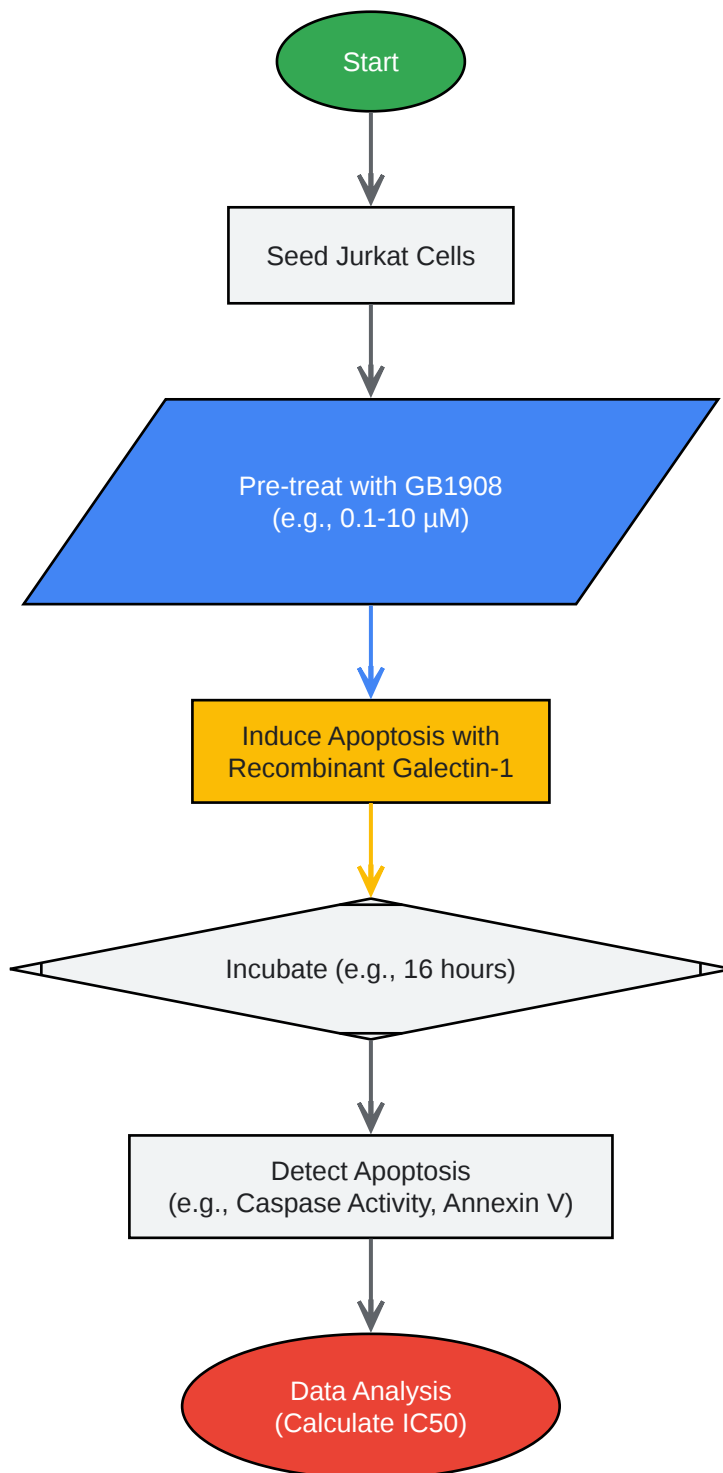 Start
Seed Jurkat Cells
Pre-treat with GB1908
(e.g., 0.1-10 µM)
Induce Apoptosis with
Recombinant Galectin-1
Incubate (e.g., 16 hours)
Detect Apoptosis
(e.g., Caspase Activity, Annexin V)
Data Analysis
(Calculate IC50)